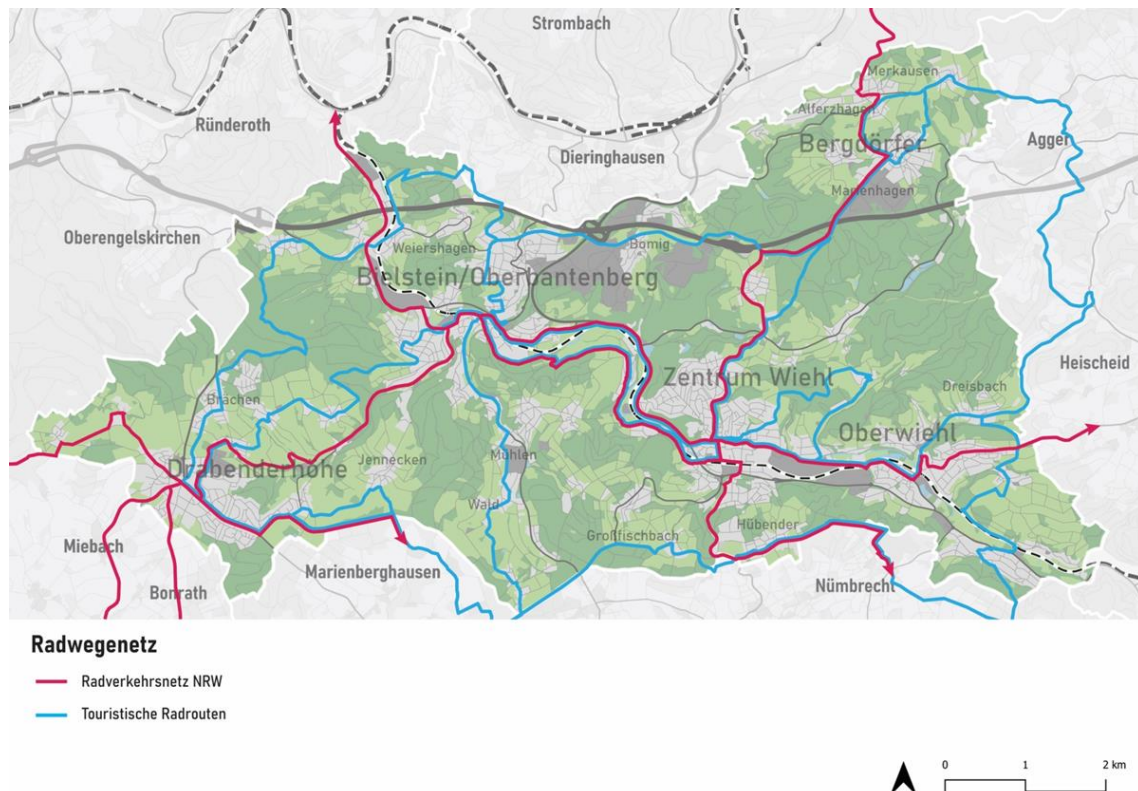 Strombach
Merkausen
Alferzhagen
Ründeroth
Bergdörfer
Agger
Dieringhausen
Marienhagen
Oberengelskirchen
Weiershagen
Bomig
Bielstein/Oberbantenberg
Heischeid
Zentrum Wiehl
Dreisbach
Brächen
Oberwiehl
Drabenderhöhe
Jennecken
Mühlen
Wald
Hübender
Großfischbach
Miebach
Marienberghausen
Nümbrecht
Bonrath
Radwegenetz
Radverkehrsnetz NRW
Touristische Radrouten
0 1 2 km